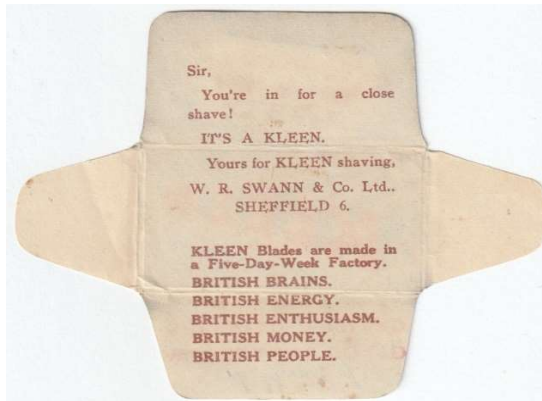 Sir,
You're in for a close
shave!
IT'S A KLEEN.
Yours for KLEEN shaving,
W. R. SWANN & Co. Ltd..
SHEFFIELD 6.
KLEEN Blades are made in
a Five-Day-Week Factory.
BRITISH BRAINS.
BRITISH ENERGY.
BRITISH ENTHUSIASM.
BRITISH MONEY.
BRITISH PEOPLE.